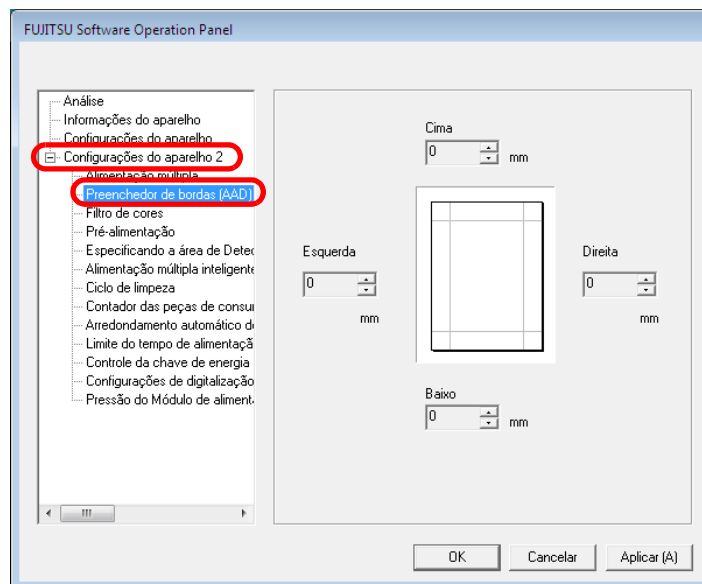 FUJITSU Software Operation Panel
Análise
Informações do aparelho
Configurações do aparelho
Configurações do aparelho 2
Alimentação múltipla
Preenchedor de bordas (AAD)
Filtro de cores
Pré-alimentação
Especificando a área de Detec
Alimentação múltipla inteligente
Ciclo de limpeza
Contador das peças de consu
Arredondamento automático d
Limite do tempo de alimentaçã
Controle da chave de energia
Configurações de digitalização
Pressão do Módulo de aliment
Cima
0 mm
Esquerda
0
mm
Direita
0
mm
Baixo
0 mm
OK Cancelar Aplicar (A)